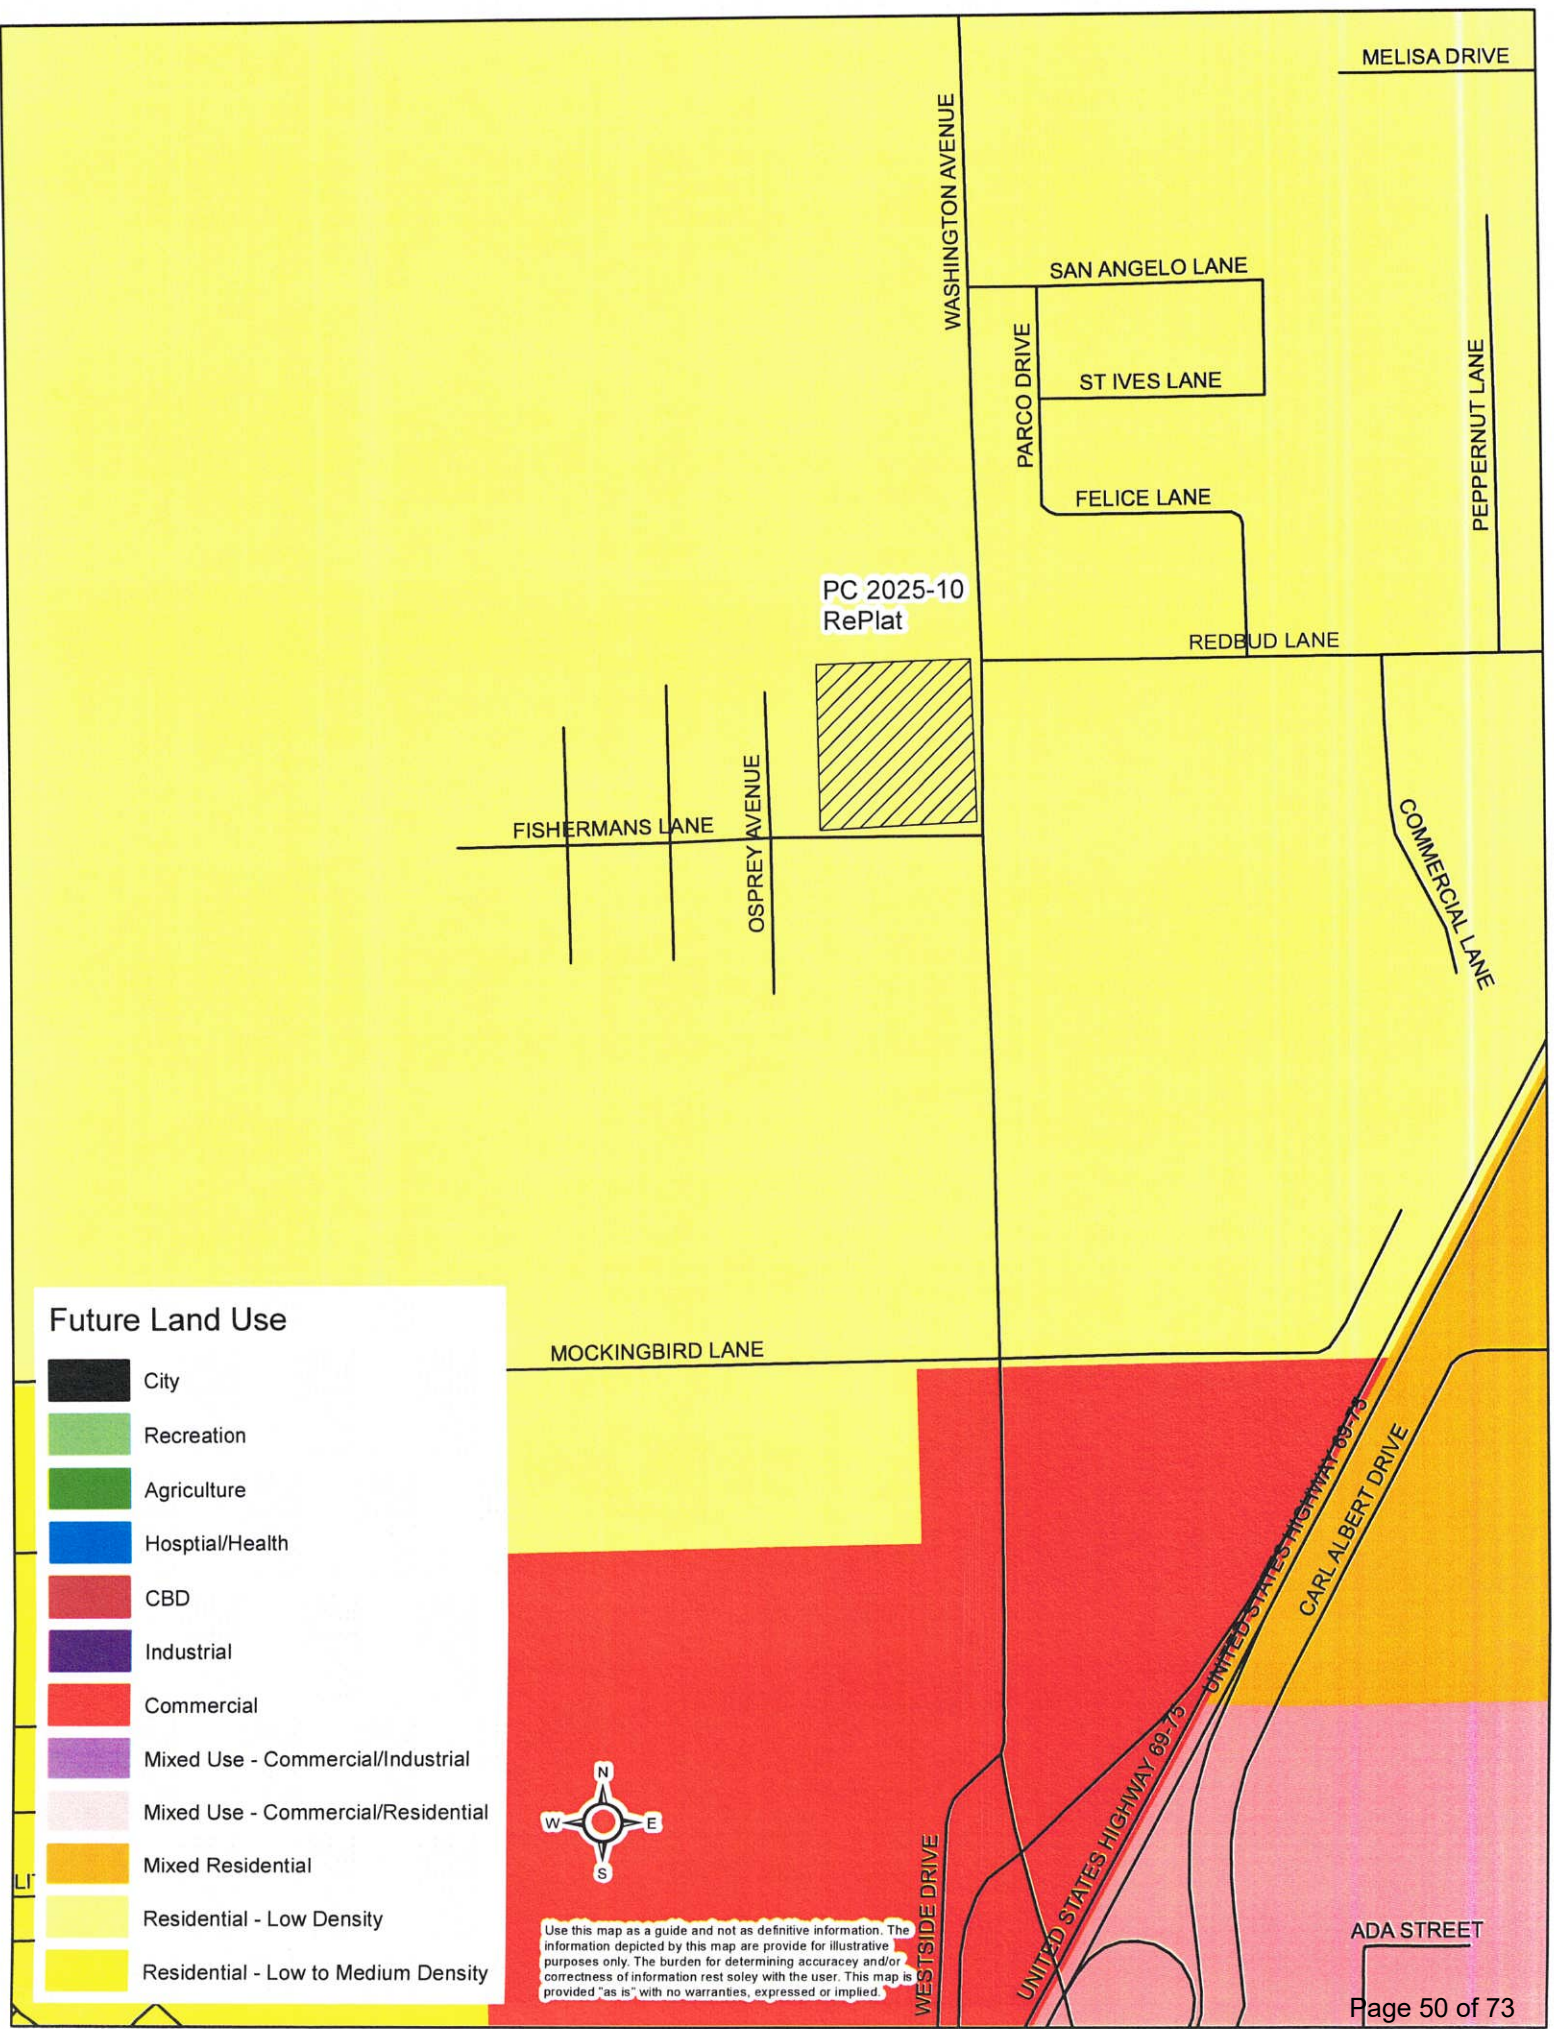 MELISA DRIVE
WASHINGTON AVENUE
SAN ANGELO LANE
PARCO DRIVE
ST IVES LANE
PEPPERNUT LANE
FELICE LANE
PC 2025-10
RePlat
REDBUD LANE
FISHERMANS LANE
OSPREY AVENUE
COMMERCIAL LANE
MOCKINGBIRD LANE
UNITED STATES HIGHWAY 69-75
CARL ALBERT DRIVE
UNITED STATES HIGHWAY 69-75
WESTSIDE DRIVE
ADA STREET
Future Land Use
City
Recreation
Agriculture
Hosptial/Health
CBD
Industrial
Commercial
Mixed Use - Commercial/Industrial
Mixed Use - Commercial/Residential
Mixed Residential
Residential - Low Density
Residential - Low to Medium Density
LI
N
W E
S
Use this map as a guide and not as definitive information. The
information depicted by this map are provide for illustrative
purposes only. The burden for determining accuracey and/or
correctness of information rest soley with the user. This map is
provided "as is" with no warranties, expressed or implied.
Page 50 of 73